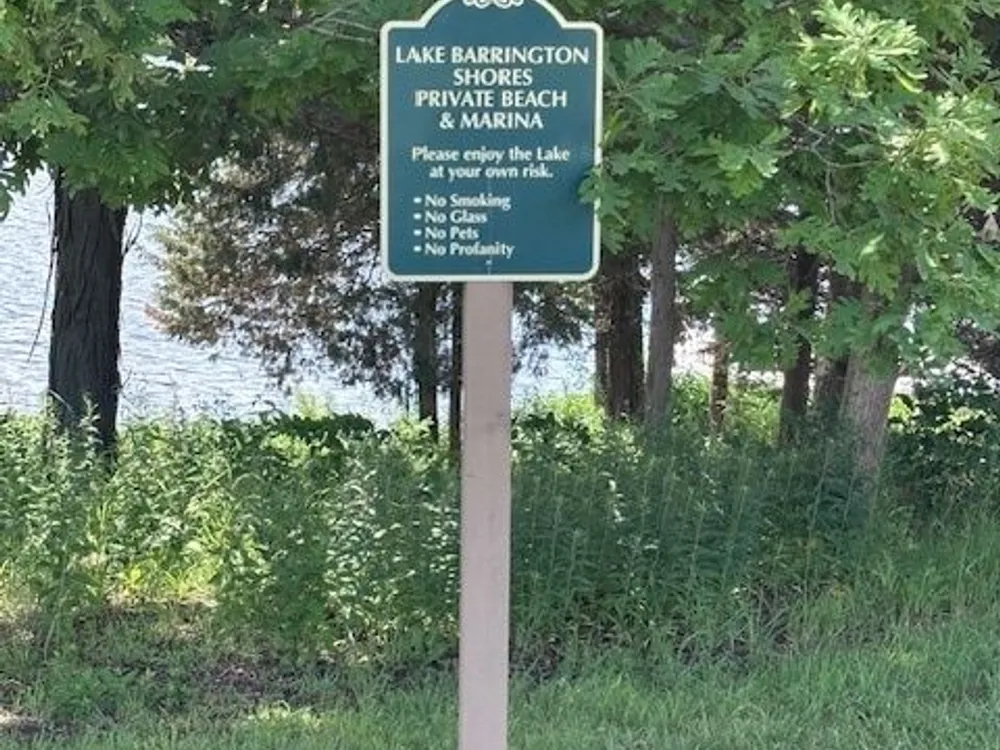 LAKE BARRINGTON
SHORES
PRIVATE BEACH
& MARINA
Please enjoy the Lake
at your own risk.
• No Smoking
• No Glass
• No Pets
• No Profanity